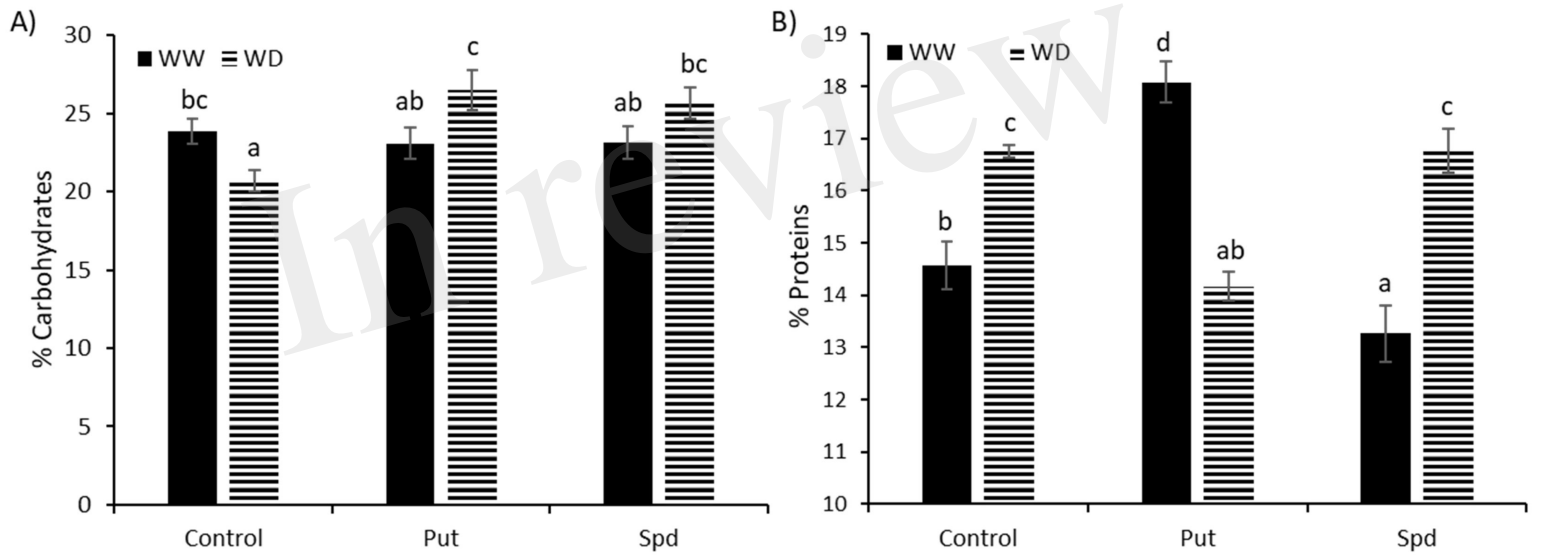 A)
% Carbohydrates
30
25
20
15
10
5
0
WW WD
bc
a
ab
c
ab
bc
Control Put Spd
B)
% Proteins
19
18
17
16
15
14
13
12
11
10
WW WD
b
c
d
ab
a
c
Control Put Spd
In review